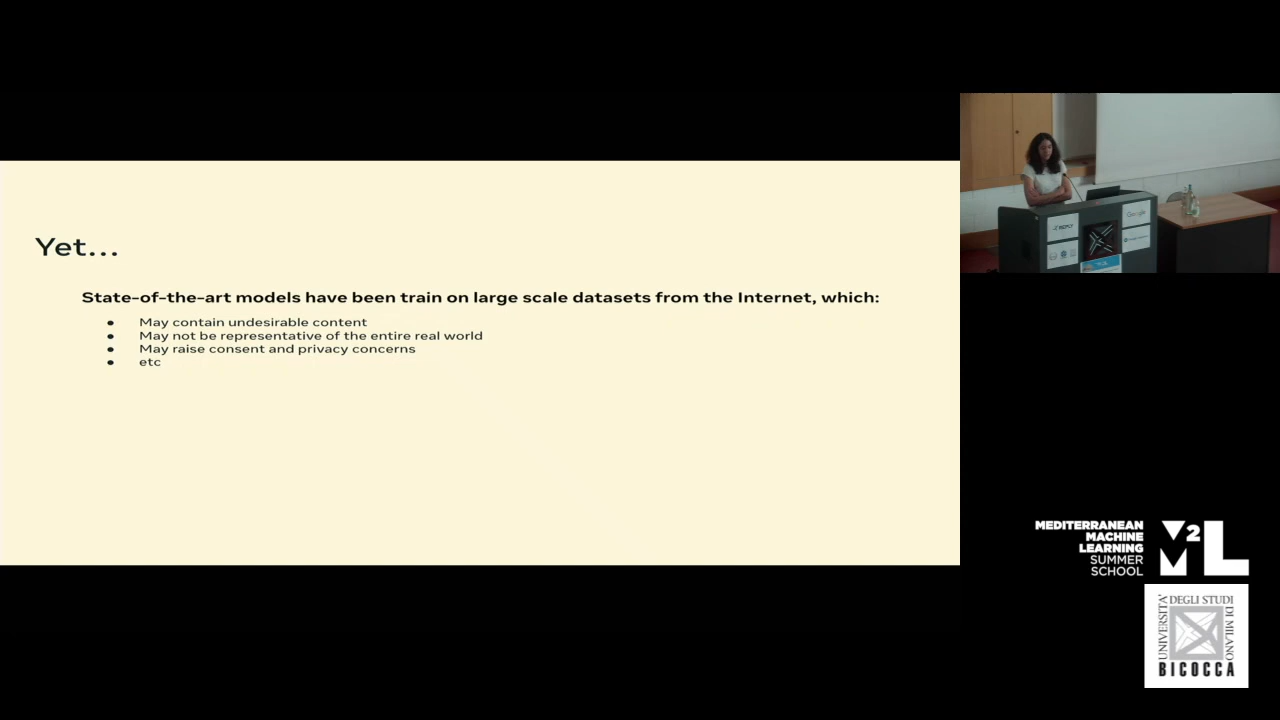 Yet...
State-of-the-art models have been train on large scale datasets from the Internet, which:
● May contain undesirable content
● May not be representative of the entire real world
● May raise consent and privacy concerns
● etc
REPLY
Google
MEDITERRANEAN
MACHINE
LEARNING
SUMMER
SCHOOL
M2L
UNIVERSITÀ
DEGLI STUDI
DI MILANO
BICOCCA